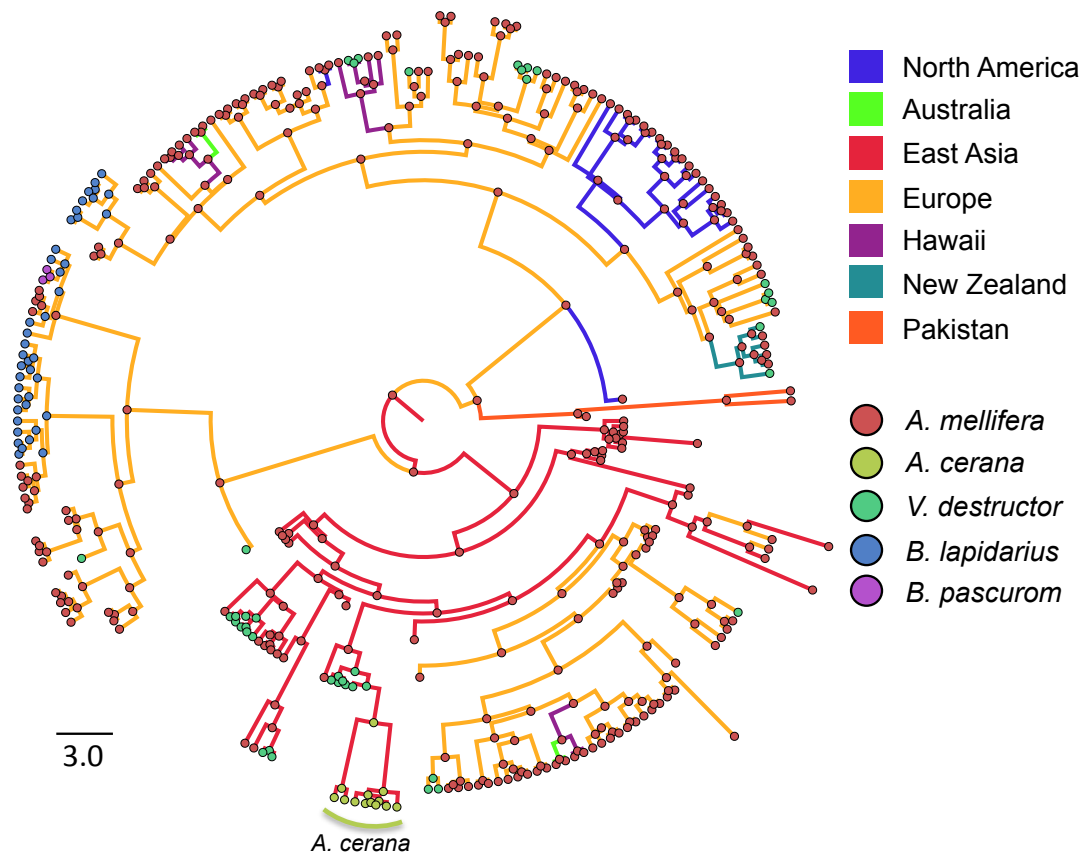 North America
Australia
East Asia
Europe
Hawaii
New Zealand
Pakistan
A. mellifera
A. cerana
V. destructor
B. lapidarius
B. pascurom
3.0
A. cerana